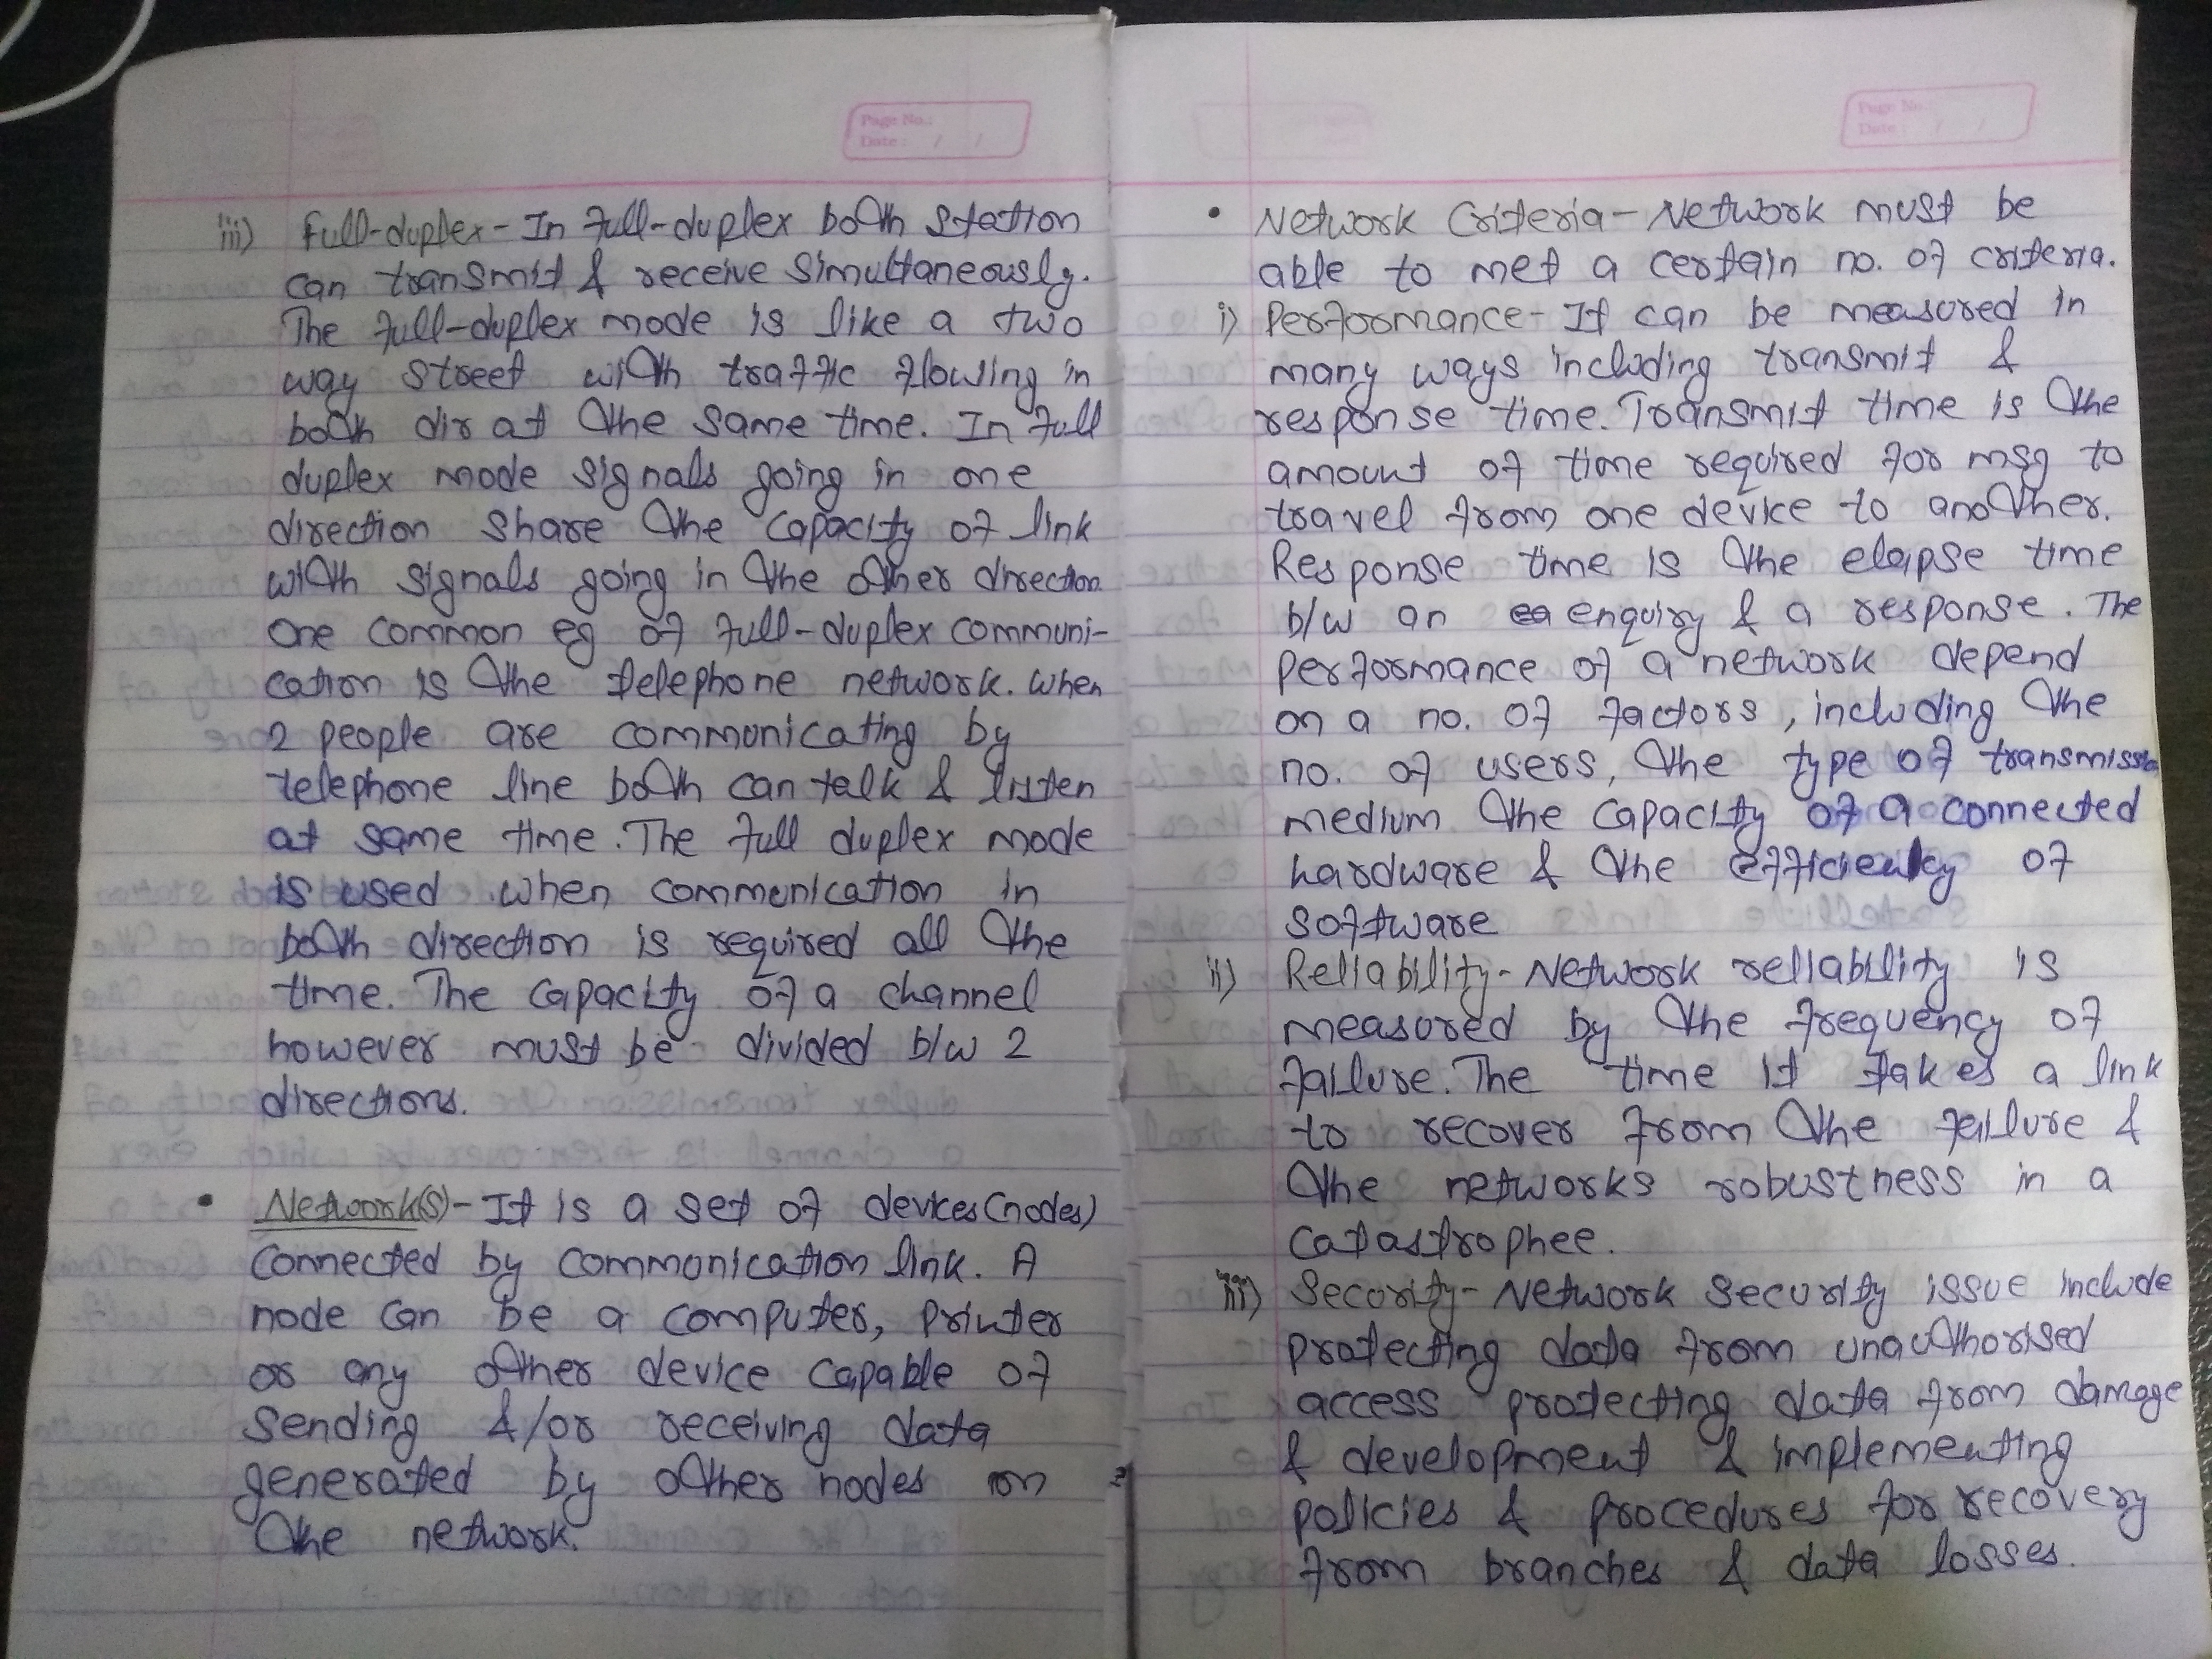 Page No.:
Date: / /
iii) Full-duplex - In full-duplex both station
can transmit & receive simultaneously.
The full-duplex mode is like a two
way street with traffic flowing in
both dir at the same time. In full
duplex mode signals going in one
direction share the capacity of link
with signals going in the other direction.
One common eg of full-duplex communi-
cation is the telephone network. When
2 people are communicating by
telephone line both can talk & listen
at same time. The full duplex mode
is used when communication in
both direction is required all the
time. The capacity of a channel
however must be divided b/w 2
directions.
• Network(s) - It is a set of devices (nodes)
connected by communication link. A
node can be a computer, printer
or any other device capable of
sending &/or receiving data
generated by other nodes on
the network.
Page No.
Date: / /
• Network Criteria - Network must be
able to met a certain no. of criteria.
i) Performance - It can be measured in
many ways including transmit &
response time. Transmit time is the
amount of time required for msg to
travel from one device to another.
Response time is the elapse time
b/w an enquiry & a response. The
performance of a network depend
on a no. of factors, including the
no. of users, the type of transmissio
medium the capacity of a connected
hardware & the efficiency of
software
ii) Reliability - Network reliability is
measured by the frequency of
failure. The time it takes a link
to recover from the failure &
the networks robustness in a
catastrophee.
iii) Security - Network security issue include
protecting data from unauthorised
access protecting data from damage
& development & implementing
policies & procedures for recovery
from branches & data losses.